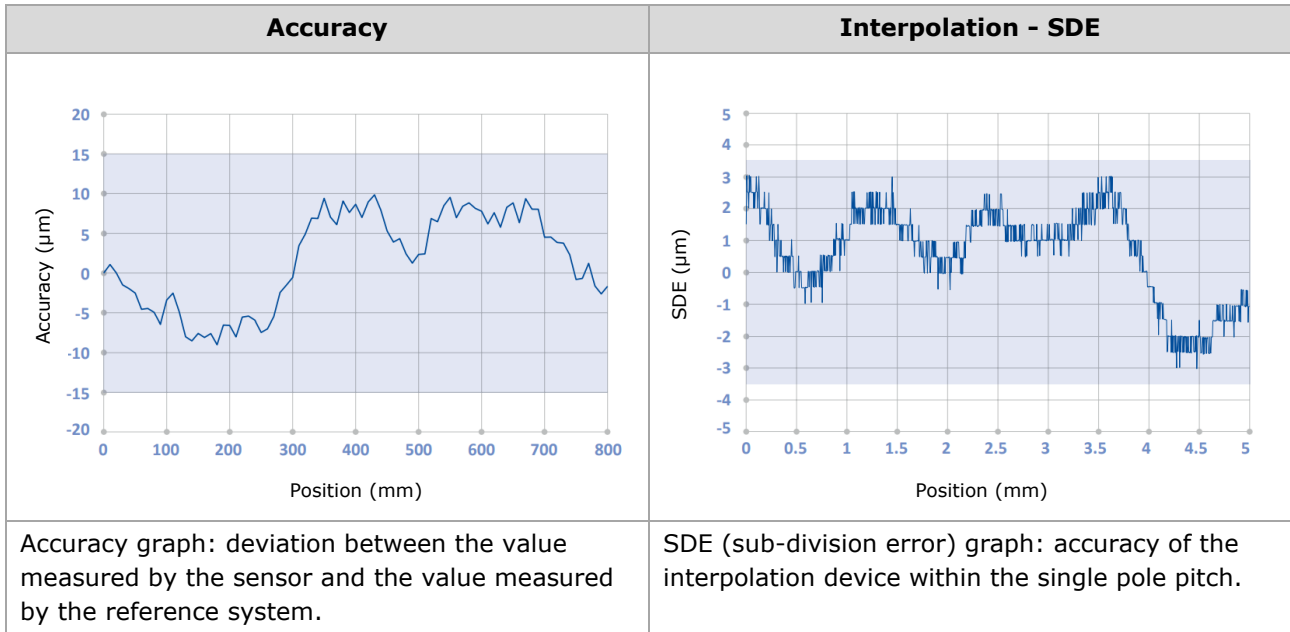 Accuracy
Interpolation - SDE
20
15
10
5
0
-5
-10
-15
-20
Accuracy (µm)
0 100 200 300 400 500 600 700 800
Position (mm)
5
4
3
2
1
0
-1
-2
-3
-4
-5
SDE (µm)
0 0.5 1 1.5 2 2.5 3 3.5 4 4.5 5
Position (mm)
Accuracy graph: deviation between the value
measured by the sensor and the value measured
by the reference system.
SDE (sub-division error) graph: accuracy of the
interpolation device within the single pole pitch.